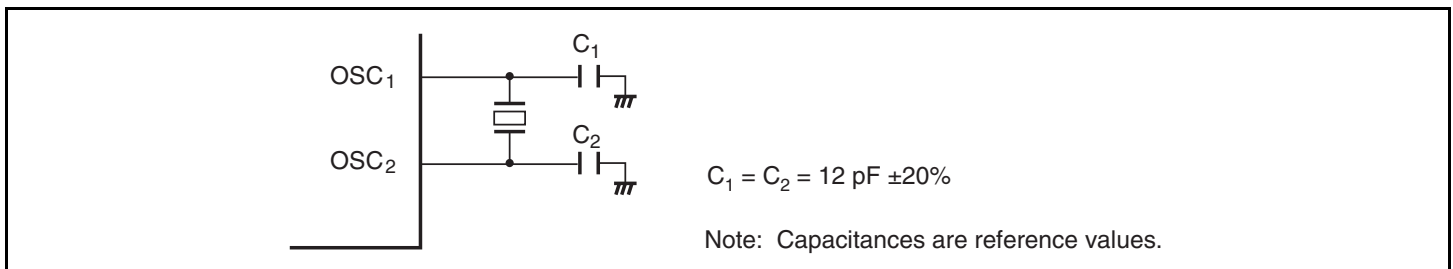 C1
OSC1
C2
OSC2
C1 = C2 = 12 pF ±20%
Note: Capacitances are reference values.